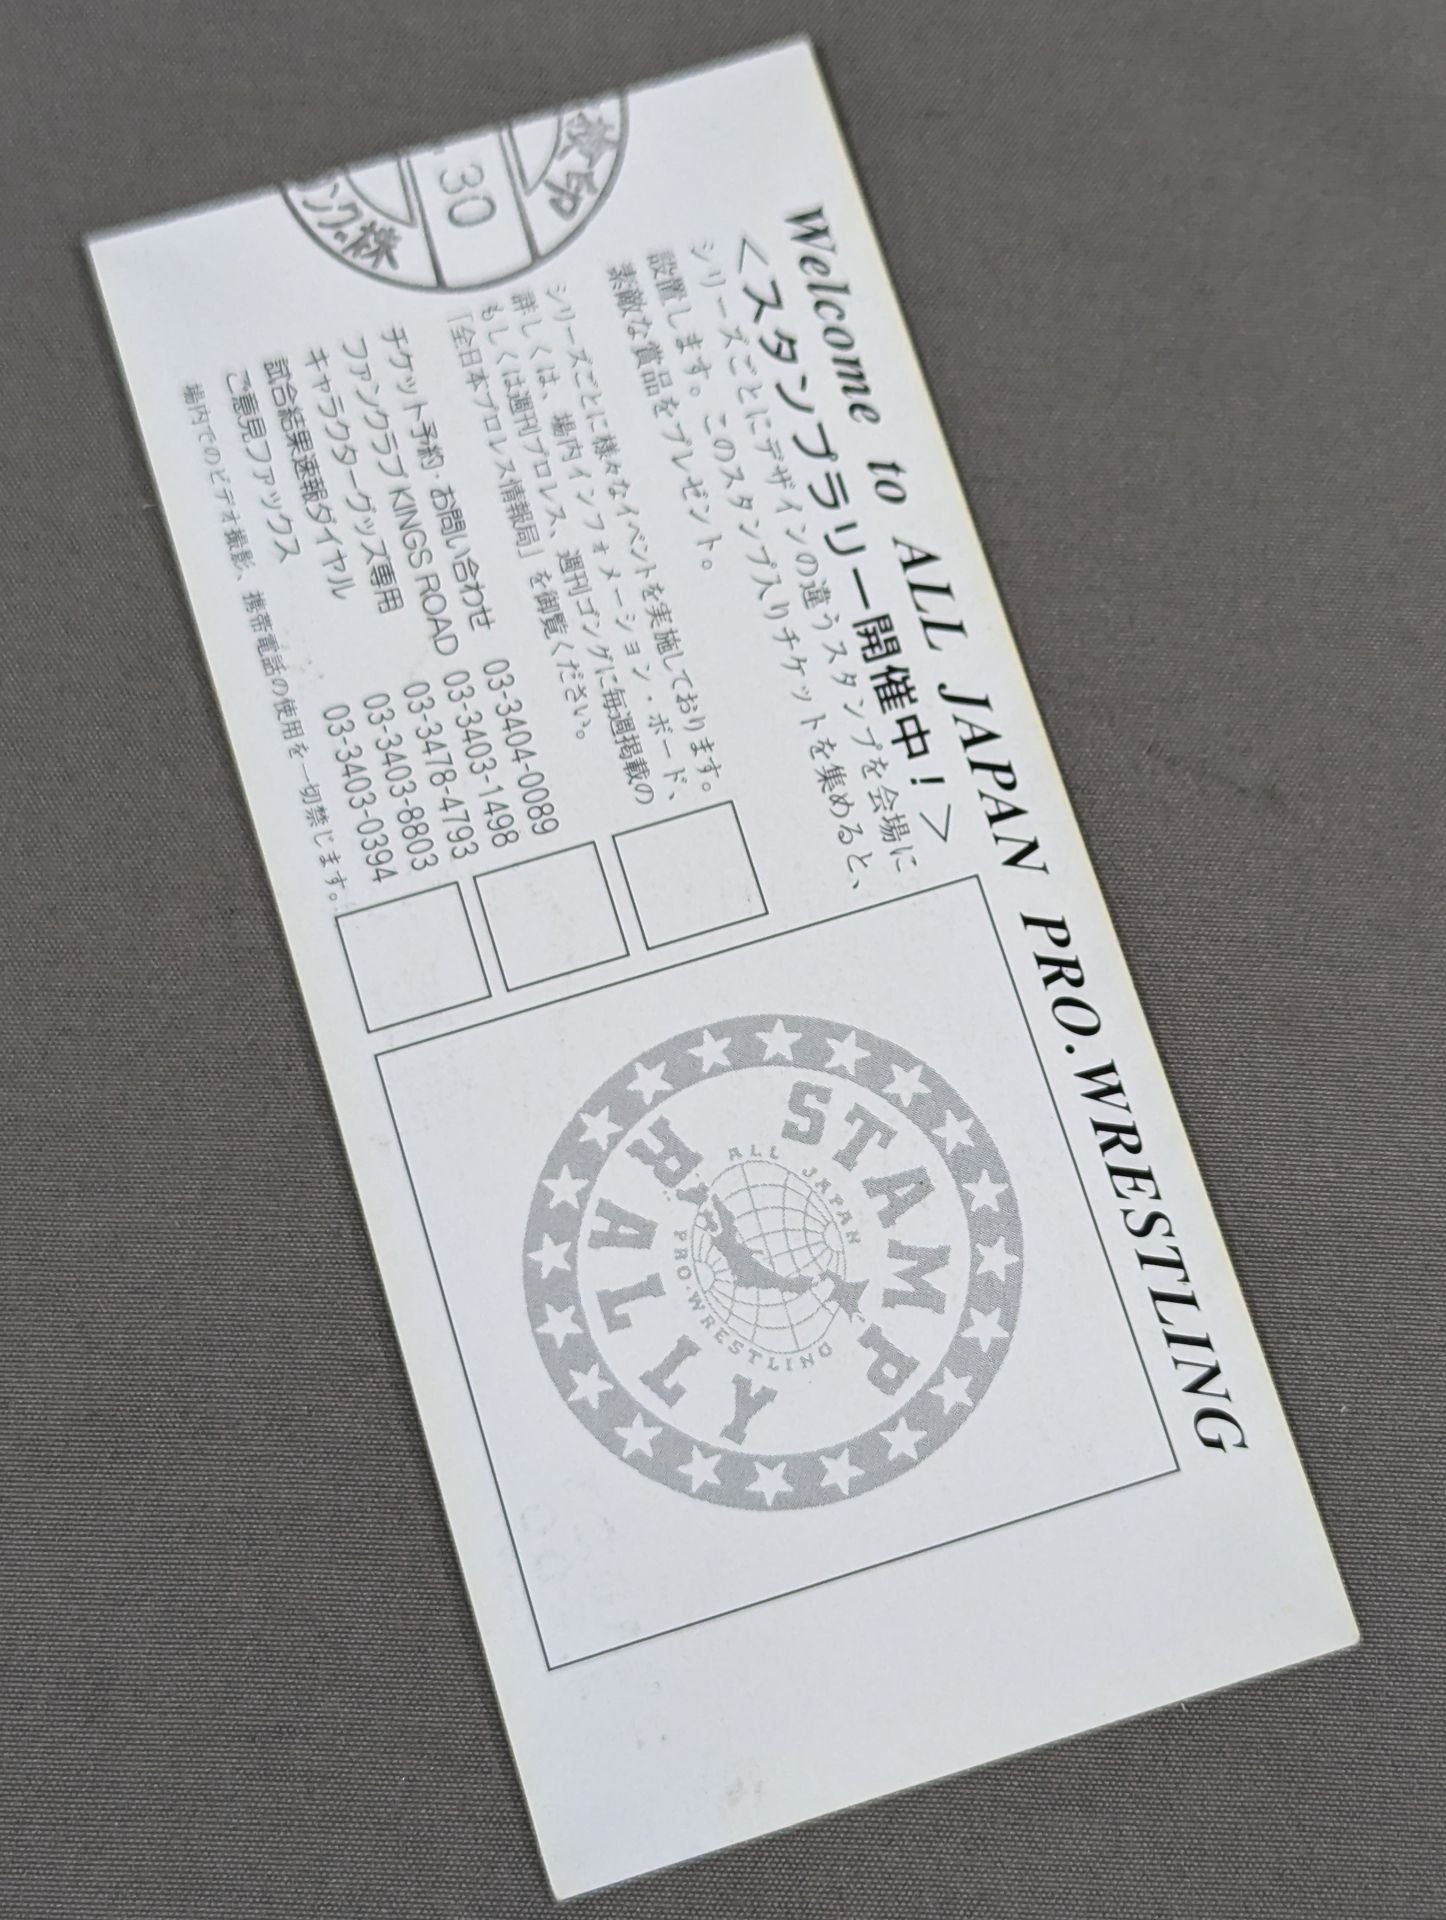 Welcome to ALL JAPAN PRO.WRESTLING
＜スタンプラリー開催中！＞
シリーズごとにデザインの違うスタンプを会場に
設置します。このスタンプ入りチケットを集めると、
素敵な賞品をプレゼント。
シリーズごとに様々なイベントを実施しております。
詳しくは、場内インフォメーション・ボード、
もしくは週刊プロレス、週刊ゴングに毎週掲載の
「全日本プロレス情報局」を御覧ください。
チケット予約・お問い合わせ 03-3404-0089
ファンクラブ KINGS ROAD 03-3403-1498
キャラクターグッズ専用 03-3478-4793
試合結果速報ダイヤル 03-3403-8803
ご意見ファックス 03-3403-0394
場内でのビデオ撮影、携帯電話の使用を一切禁じます。
STAMP
RALLY
ALL JAPAN
PRO・WRESTLING
.30
ング株